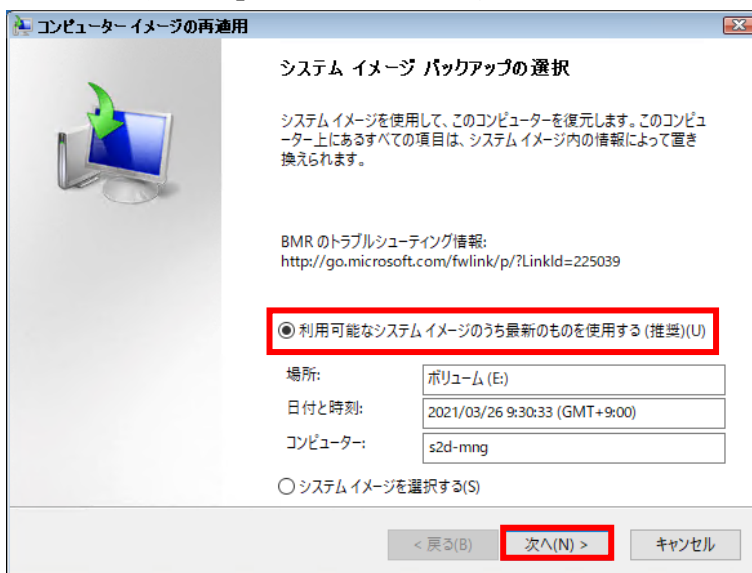 コンピューター イメージの再適用
システム イメージ バックアップの選択
システム イメージを使用して、このコンピューターを復元します。このコンピュ
ーター上にあるすべての項目は、システム イメージ内の情報によって置き
換えられます。
BMR のトラブルシューティング情報:
http://go.microsoft.com/fwlink/p/?LinkId=225039
利用可能なシステム イメージのうち最新のものを使用する (推奨)(U)
場所:
ボリューム (E:)
日付と時刻:
2021/03/26 9:30:33 (GMT+9:00)
コンピューター:
s2d-mng
システム イメージを選択する(S)
< 戻る(B)
次へ(N) >
キャンセル